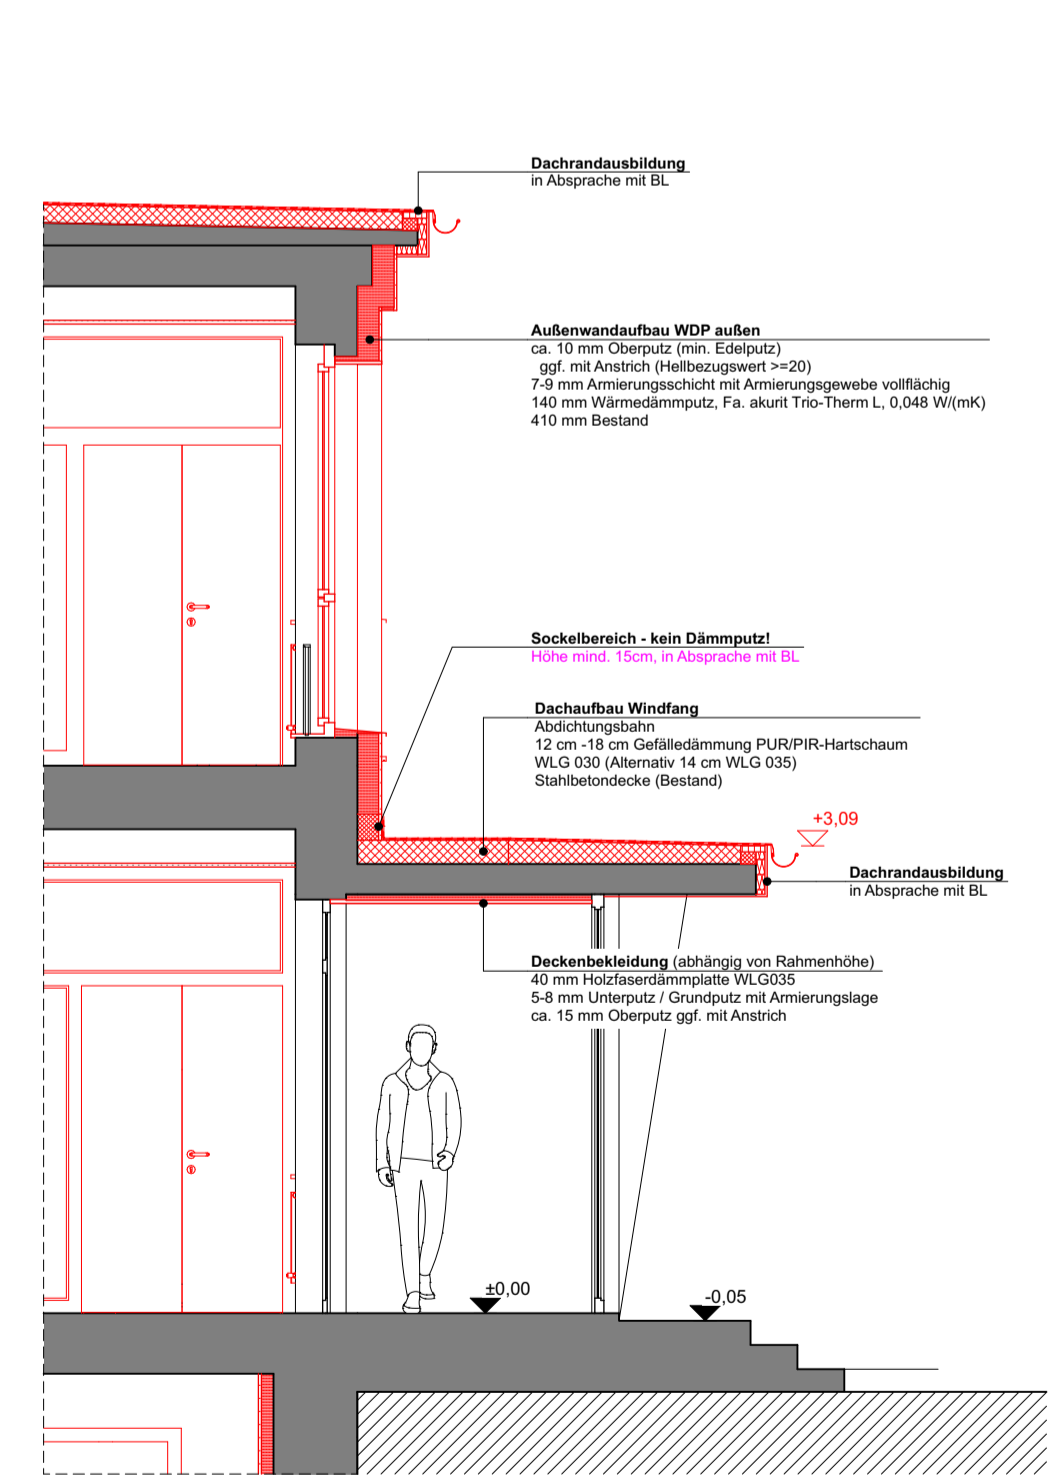 Dachrandausbildung
in Absprache mit BL
Außenwandaufbau WDP außen
ca. 10 mm Oberputz (min. Edelputz)
ggf. mit Anstrich (Hellbezugswert >=20)
7-9 mm Armierungsschicht mit Armierungsgewebe vollflächig
140 mm Wärmedämmputz, Fa. akurit Trio-Therm L, 0,048 W/(mK)
410 mm Bestand
Sockelbereich - kein Dämmputz!
Höhe mind. 15cm, in Absprache mit BL
Dachaufbau Windfang
Abdichtungsbahn
12 cm -18 cm Gefälledämmung PUR/PIR-Hartschaum
WLG 030 (Alternativ 14 cm WLG 035)
Stahlbetondecke (Bestand)
+3,09
Dachrandausbildung
in Absprache mit BL
Deckenbekleidung (abhängig von Rahmenhöhe)
40 mm Holzfaserdämmplatte WLG035
5-8 mm Unterputz / Grundputz mit Armierungslage
ca. 15 mm Oberputz ggf. mit Anstrich
±0,00
-0,05